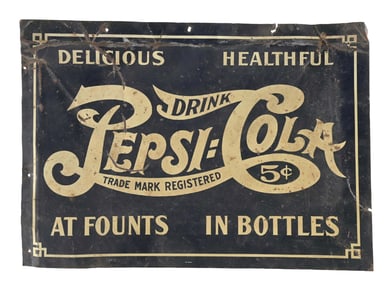 DELICIOUS HEALTHFUL
DRINK
PEPSI:COLA
TRADE MARK REGISTERED
5¢
AT FOUNTS IN BOTTLES